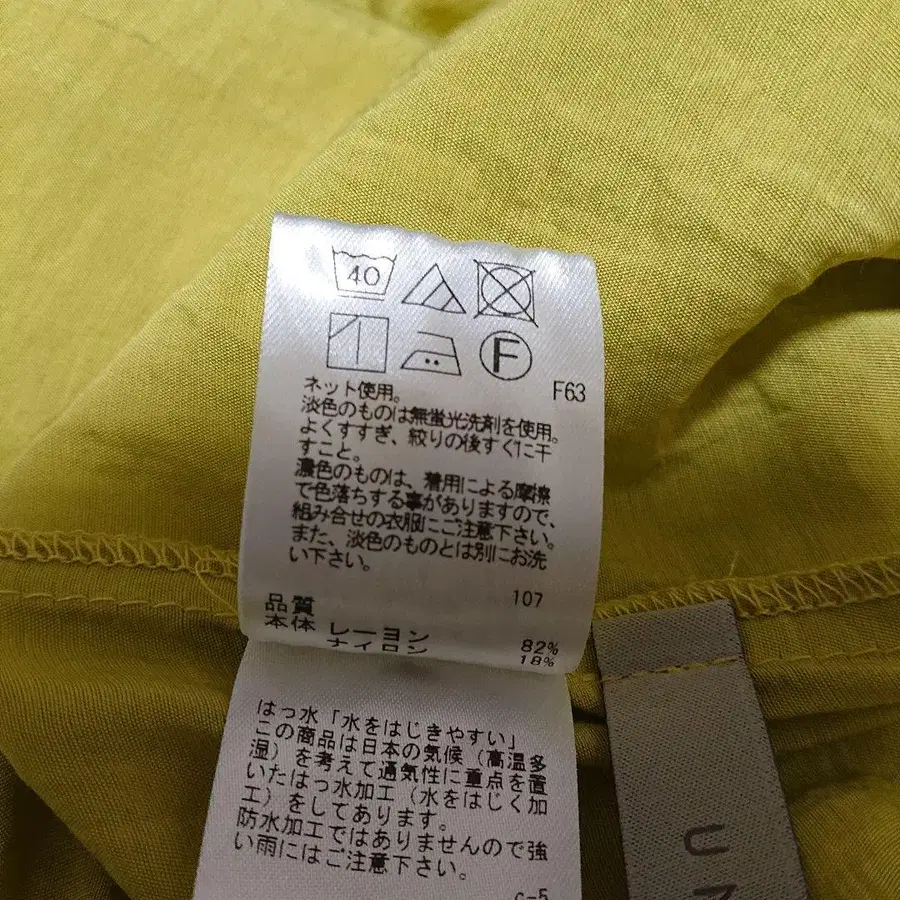 40
F
F63
ネット使用。
淡色のものは無蛍光洗剤を使用。
よくすすぎ、絞りの後すぐに干
すこと。
濃色のものは、着用による摩擦
で色落ちする事がありますので、
組み合せの衣服にご注意下さい。
また、淡色のものとは別にお洗
い下さい。
107
品質
本体 レーヨン 82%
ナイロン 18%
はっ水「水をはじきやすい」
この商品は日本の気候(高温多
湿)を考えて通気性に重点を置
いたはっ水加工(水をはじく加
工)をしてあります。
防水加工ではありませんので強
い雨にはご注意下さい。
c-5